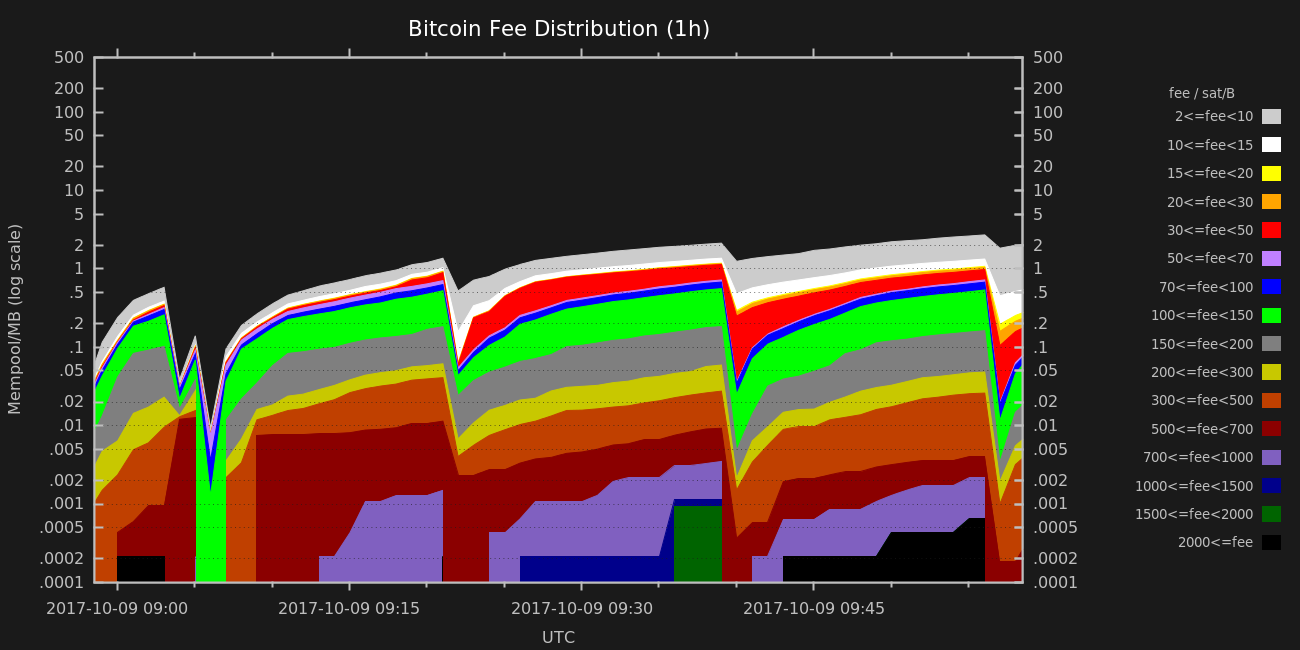 Bitcoin Fee Distribution (1h)
Mempool/MB (log scale)
500
200
100
50
20
10
5
2
1
.5
.2
.1
.05
.02
.01
.005
.002
.001
.0005
.0002
.0001
500
200
100
50
20
10
5
2
1
.5
.2
.1
.05
.02
.01
.005
.002
.001
.0005
.0002
.0001
2017-10-09 09:00
2017-10-09 09:15
2017-10-09 09:30
2017-10-09 09:45
UTC
fee / sat/B
2<=fee<10
10<=fee<15
15<=fee<20
20<=fee<30
30<=fee<50
50<=fee<70
70<=fee<100
100<=fee<150
150<=fee<200
200<=fee<300
300<=fee<500
500<=fee<700
700<=fee<1000
1000<=fee<1500
1500<=fee<2000
2000<=fee